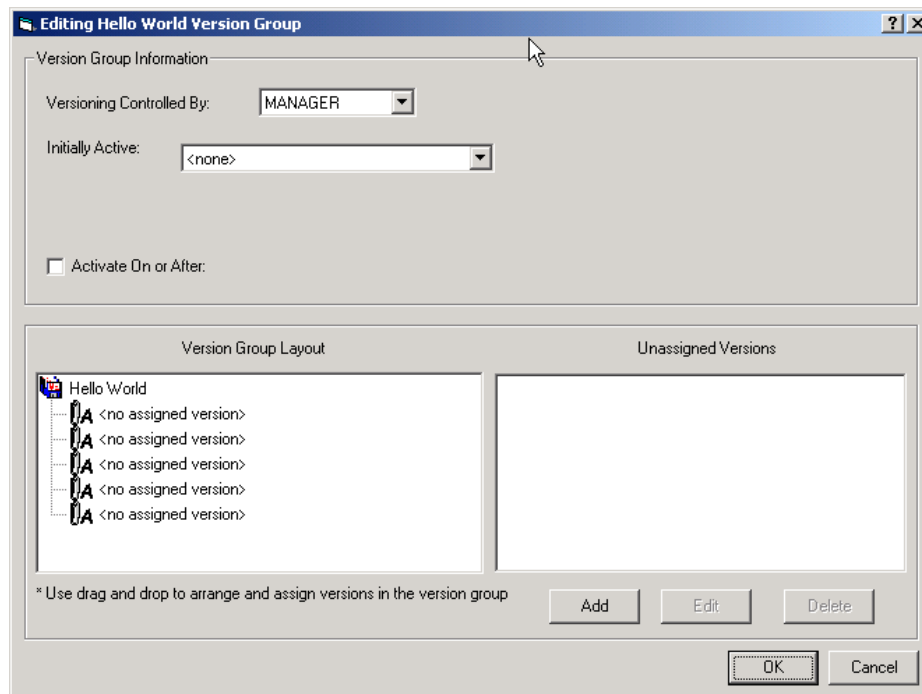 Editing Hello World Version Group
Version Group Information
Versioning Controlled By:
MANAGER
Initially Active:
<none>
Activate On or After:
Version Group Layout
Unassigned Versions
Hello World
<no assigned version>
<no assigned version>
<no assigned version>
<no assigned version>
<no assigned version>
* Use drag and drop to arrange and assign versions in the version group
Add
Edit
Delete
OK
Cancel